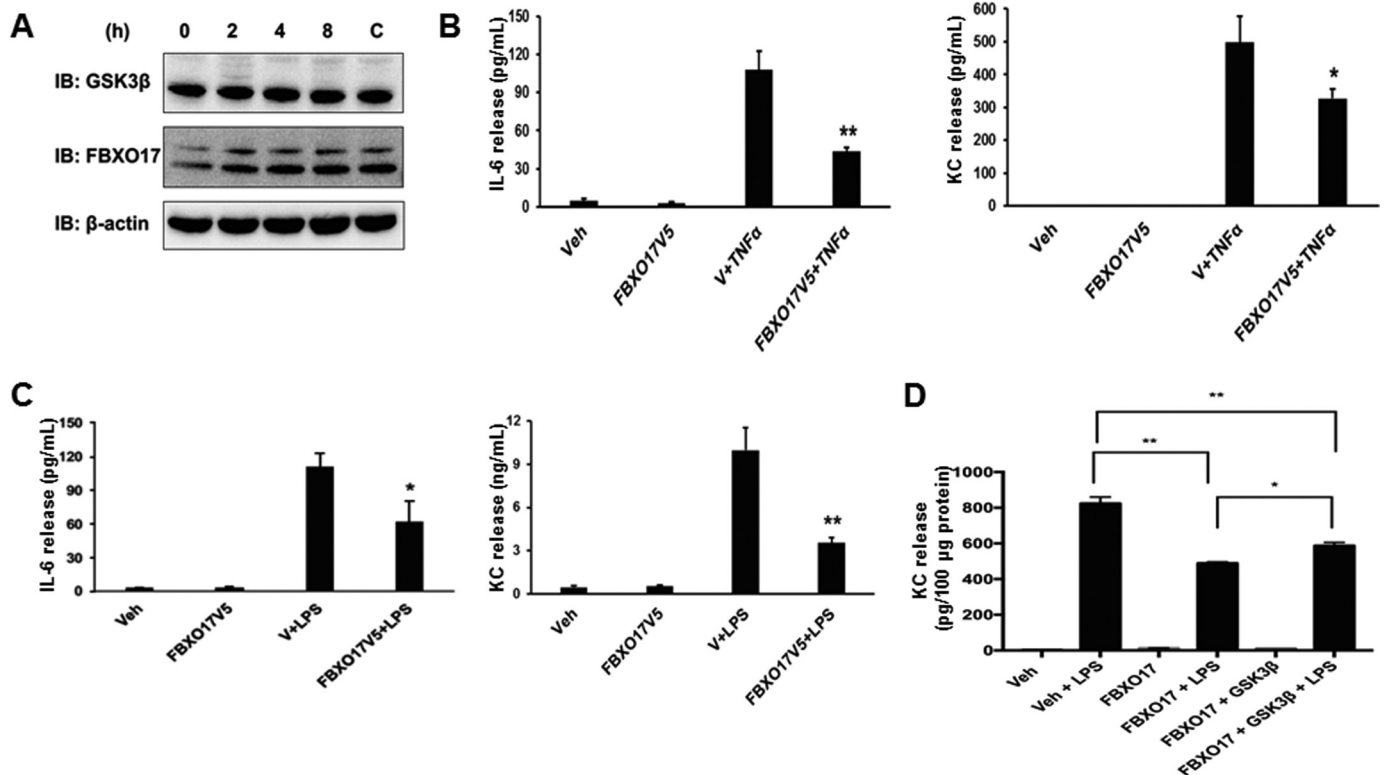 A
(h) 0 2 4 8 C
IB: GSK3β
IB: FBXO17
IB: β-actin
B
IL-6 release (pg/mL)
150
120
90
60
30
0
Veh
FBXO17V5
V+TNFα
**
FBXO17V5+TNFα
KC release (pg/mL)
600
500
400
300
200
100
0
Veh
FBXO17V5
V+TNFα
*
FBXO17V5+TNFα
C
IL-6 release (pg/mL)
150
120
90
60
30
0
Veh
FBXO17V5
V+LPS
*
FBXO17V5+LPS
KC release (ng/mL)
12
9
6
3
0
Veh
FBXO17V5
V+LPS
**
FBXO17V5+LPS
D
**
**
*
KC release
(pg/100 µg protein)
1000
800
600
400
200
0
Veh
Veh + LPS
FBXO17
FBXO17 + LPS
FBXO17 + GSK3β
FBXO17 + GSK3β + LPS